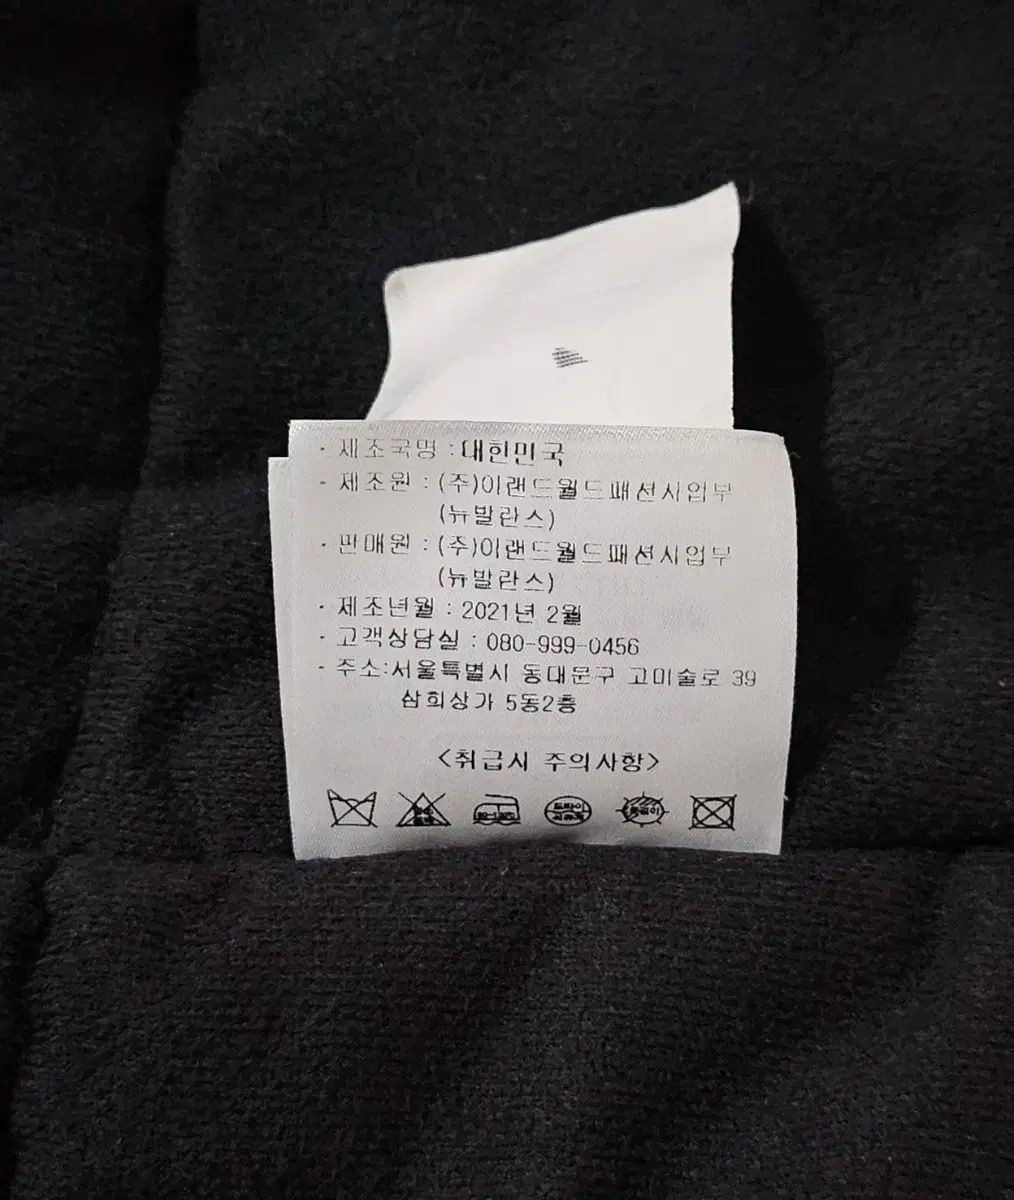 · 제조국명 : 대한민국
· 제조원 : (주)이랜드월드패션사업부
(뉴발란스)
· 판매원 : (주)이랜드월드패션사업부
(뉴발란스)
· 제조년월 : 2021년 2월
· 고객상담실 : 080-999-0456
· 주소:서울특별시 동대문구 고미술로 39
삼희상가 5동2층
<취급시 주의사항>
드라이